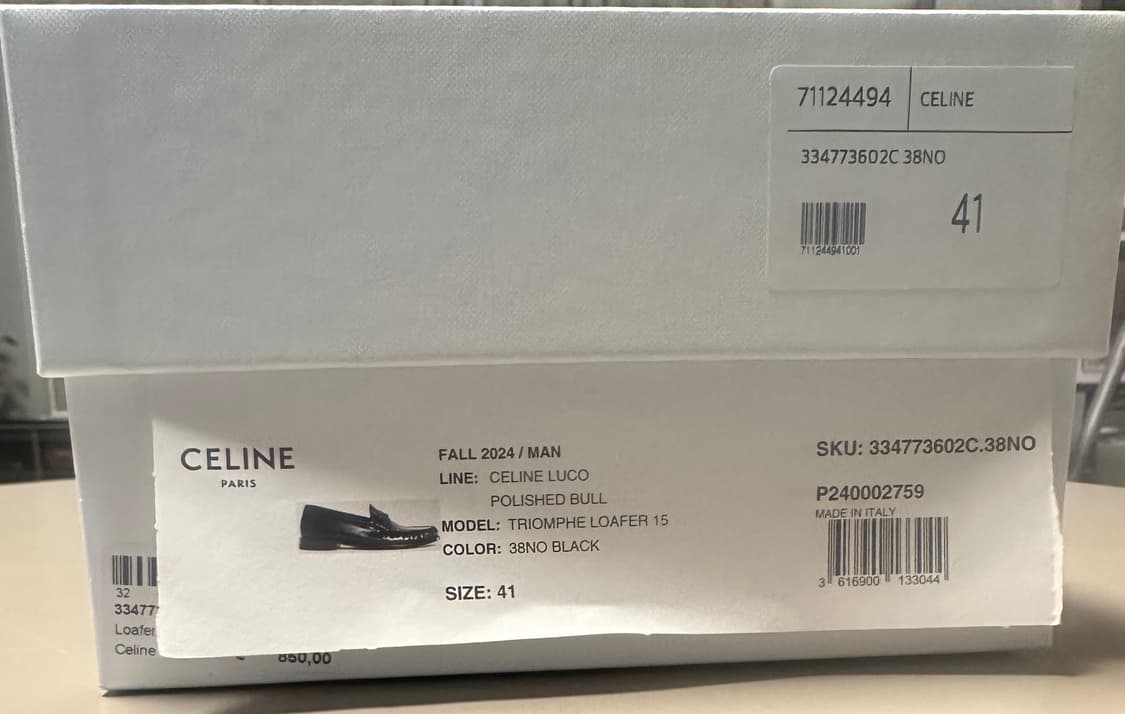 71124494 CELINE
334773602C 38NO
41
711244941001
CELINE
PARIS
FALL 2024 / MAN
LINE: CELINE LUCO
POLISHED BULL
MODEL: TRIOMPHE LOAFER 15
COLOR: 38NO BLACK
SIZE: 41
SKU: 334773602C.38NO
P240002759
MADE IN ITALY
3 616900 133044
32
33477
Loafer
Celine
€ 850,00